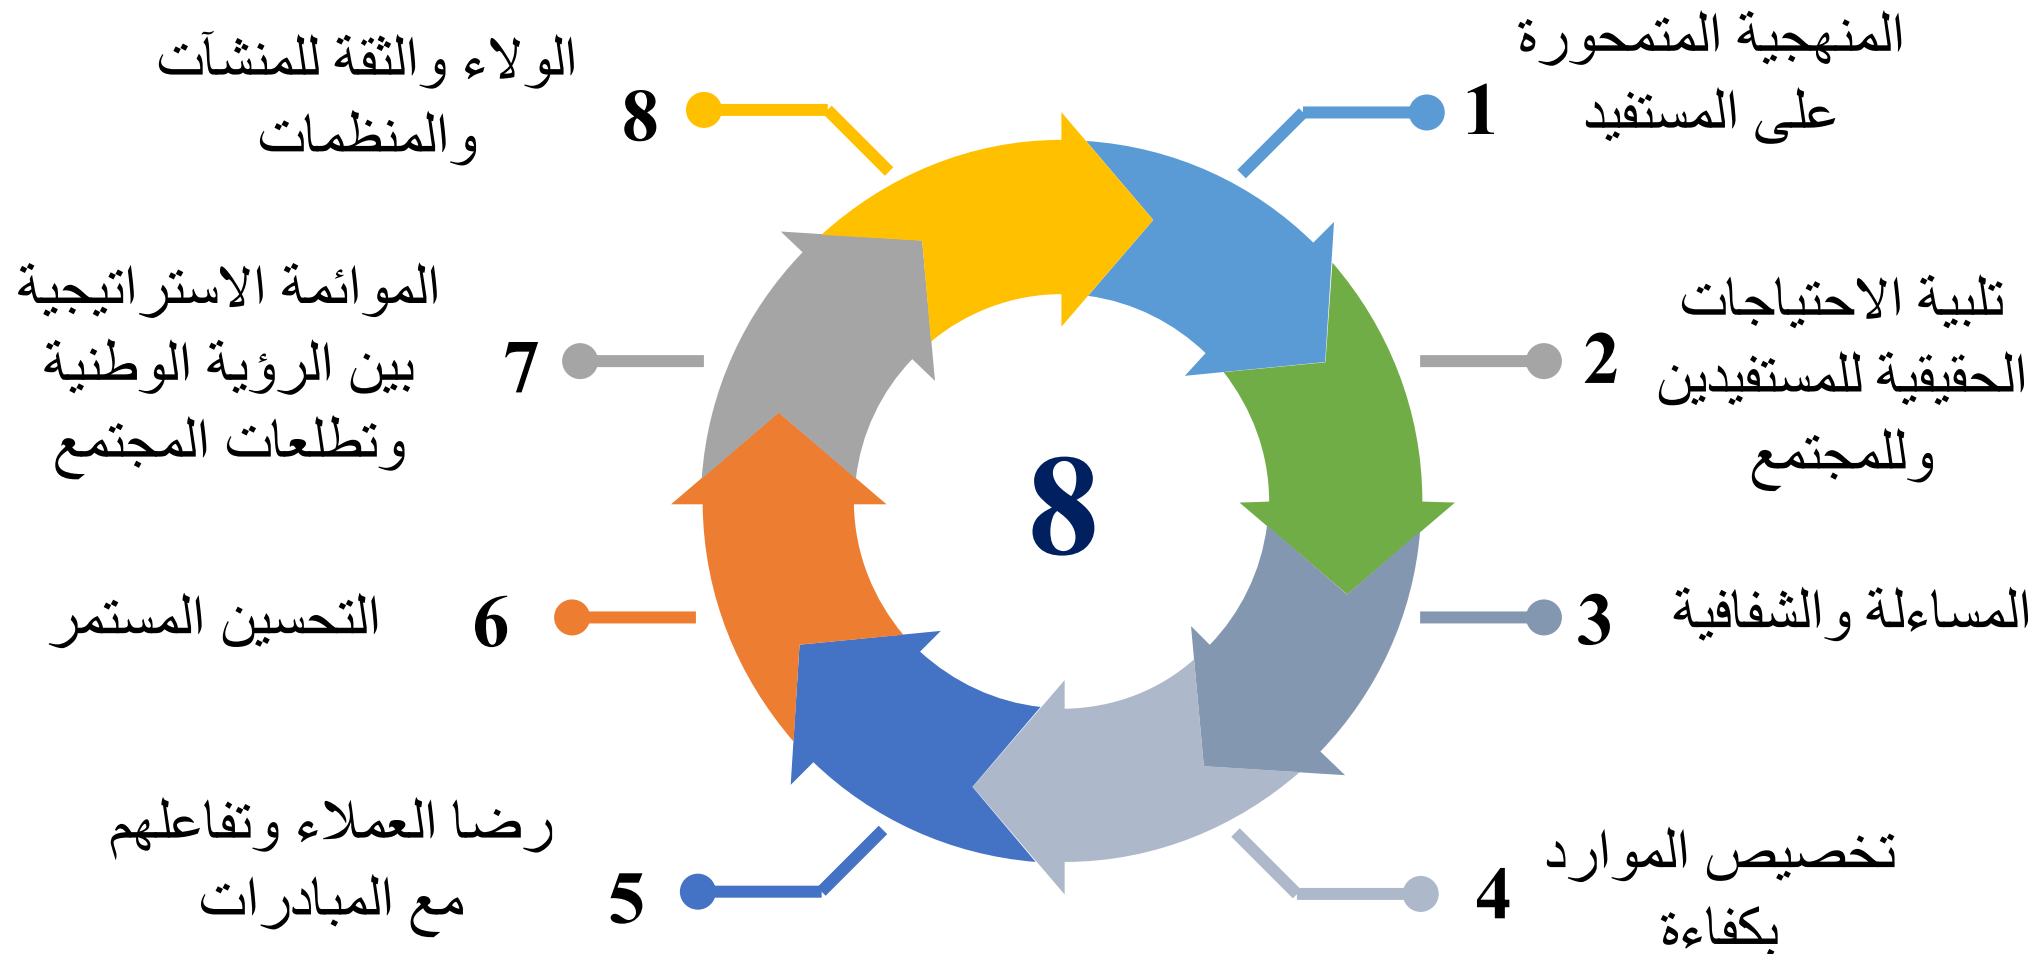 1
المنهجية المتمحورة
على المستفيد
2
تلبية الاحتياجات
الحقيقية للمستفيدين
وللمجتمع
3
المساءلة والشفافية
4
تخصيص الموارد
بكفاءة
5
رضا العملاء وتفاعلهم
مع المبادرات
6
التحسين المستمر
7
الموائمة الاستراتيجية
بين الرؤية الوطنية
وتطلعات المجتمع
8
الولاء والثقة للمنشآت
والمنظمات
8